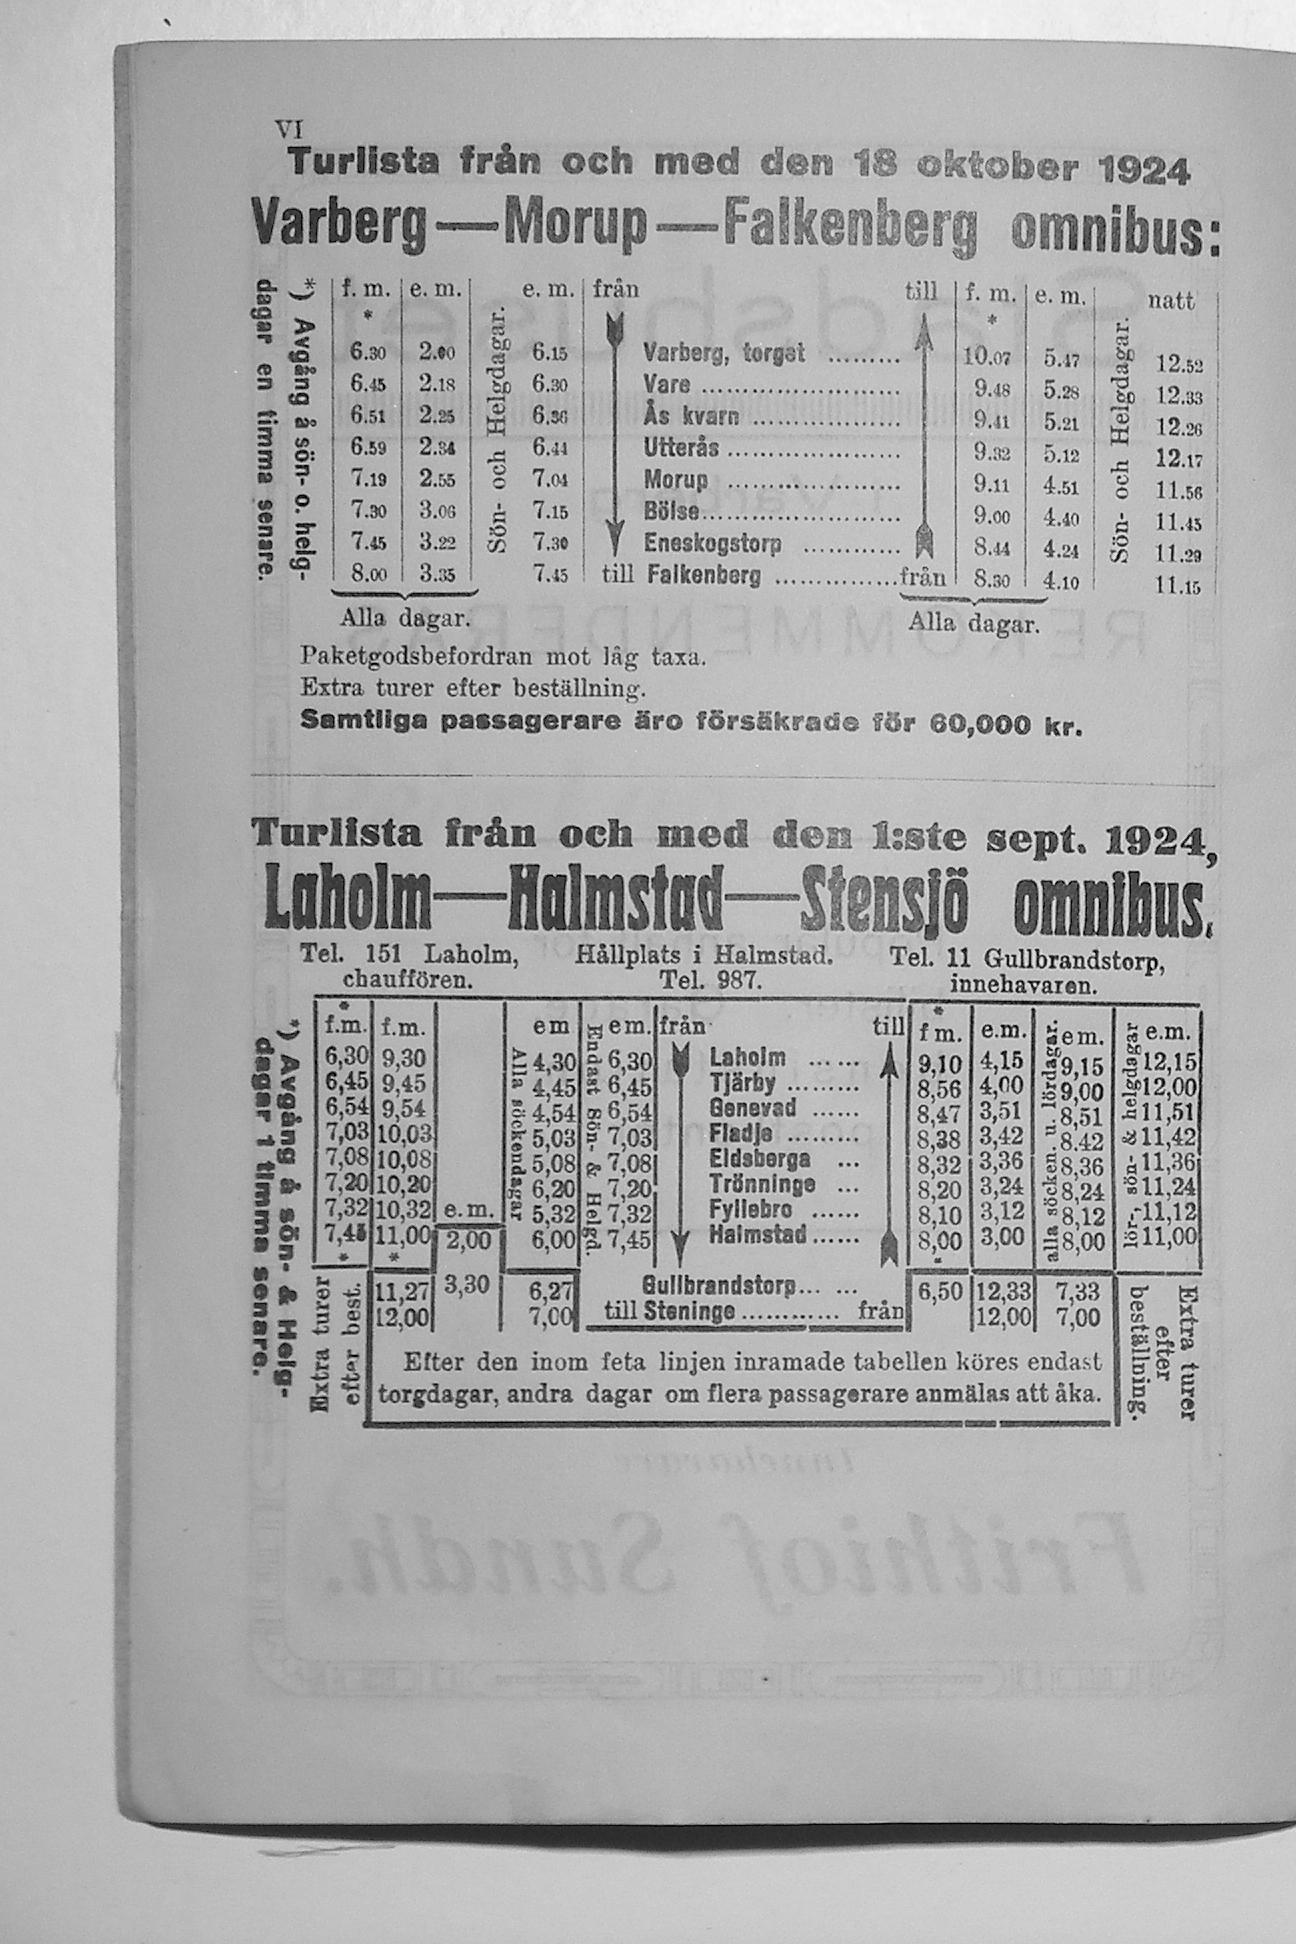 VI
Turlista från och med den 18 oktober 1924
Varberg—Morup—Falkenberg omnibus:
*) Avgång å sön- o. helg-
dagar en timma senare.
f. m. e. m. e. m. från till f. m. e. m. natt
* *
Sön- och Helgdagar.
Sön- och Helgdagar.
6.30 2.00 6.15 Varberg, torget ......... 10.07 5.47 12.52
6.45 2.18 6.30 Vare ..................... 9.48 5.28 12.33
6.51 2.25 6.36 Ås kvarn ................... 9.41 5.21 12.26
6.59 2.34 6.44 Utterås ...................... 9.32 5.12 12.17
7.19 2.55 7.04 Morup ...................... 9.11 4.51 11.56
7.30 3.06 7.15 Bölse......................... 9.00 4.40 11.45
7.45 3.22 7.30 Eneskogstorp ............ 8.44 4.24 11.29
8.00 3.35 7.45 till Falkenberg ...............från 8.30 4.10 11.15
Alla dagar. Alla dagar.
Paketgodsbefordran mot låg taxa.
Extra turer efter beställning.
Samtliga passagerare äro försäkrade för 60,000 kr.
Turlista från och med den 1:ste sept. 1924,
Laholm—Halmstad—Stensjö omnibus.
Tel. 151 Laholm, Hållplats i Halmstad. Tel. 11 Gullbrandstorp,
chauffören. Tel. 987. innehavaren.
*) Avgång å sön- & Helg-
dagar 1 timma senare.
* *
f.m. f.m. em em. från till f m. e.m. em. e.m.
Alla söckendagar
Endast Sön- & Helgd.
alla söcken- u. lördagar.
lör-, sön- & helgdagar
6,30 9,30 4,30 6,30 Laholm ...... 9,10 4,15 9,15 12,15
6,45 9,45 4,45 6,45 Tjärby ......... 8,56 4,00 9,00 12,00
6,54 9,54 4,54 6,54 Genevad ...... 8,47 3,51 8,51 11,51
7,03 10,03 5,03 7,03 Fladje ......... 8,38 3,42 8.42 11,42
7,08 10,08 5,08 7,08 Eldsberga ... 8,32 3,36 8,36 11,36
7,20 10,20 6,20 7,20 Trönninge ... 8,20 3,24 8,24 11,24
7,32 10,32 e.m. 5,32 7,32 Fyllebro ...... 8,10 3,12 8,12 11,12
7,45 11,00 2,00 6,00 7,45 Halmstad...... 8,00 3,00 8,00 11,00
* *
11,27 3,30 6,27 Gullbrandstorp... ... 6,50 12,33 7,33
12,00 7,00 till Steninge ............ från 12,00 7,00
Extra turer
efter best.
Extra turer
efter
beställning.
Efter den inom feta linjen inramade tabellen köres endast
torgdagar, andra dagar om flera passagerare anmälas att åka.